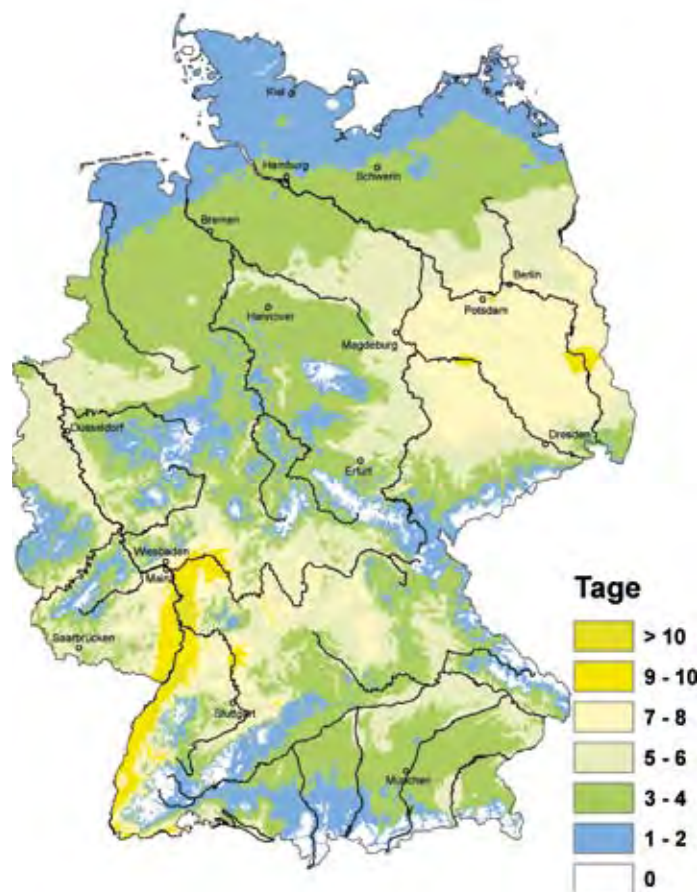 Kiel
Hamburg
Schwerin
Bremen
Berlin
Potsdam
Hannover
Magdeburg
Düsseldorf
Dresden
Erfurt
Wiesbaden
Mainz
Saarbrücken
Stuttgart
München
Tage
> 10
9 - 10
7 - 8
5 - 6
3 - 4
1 - 2
0